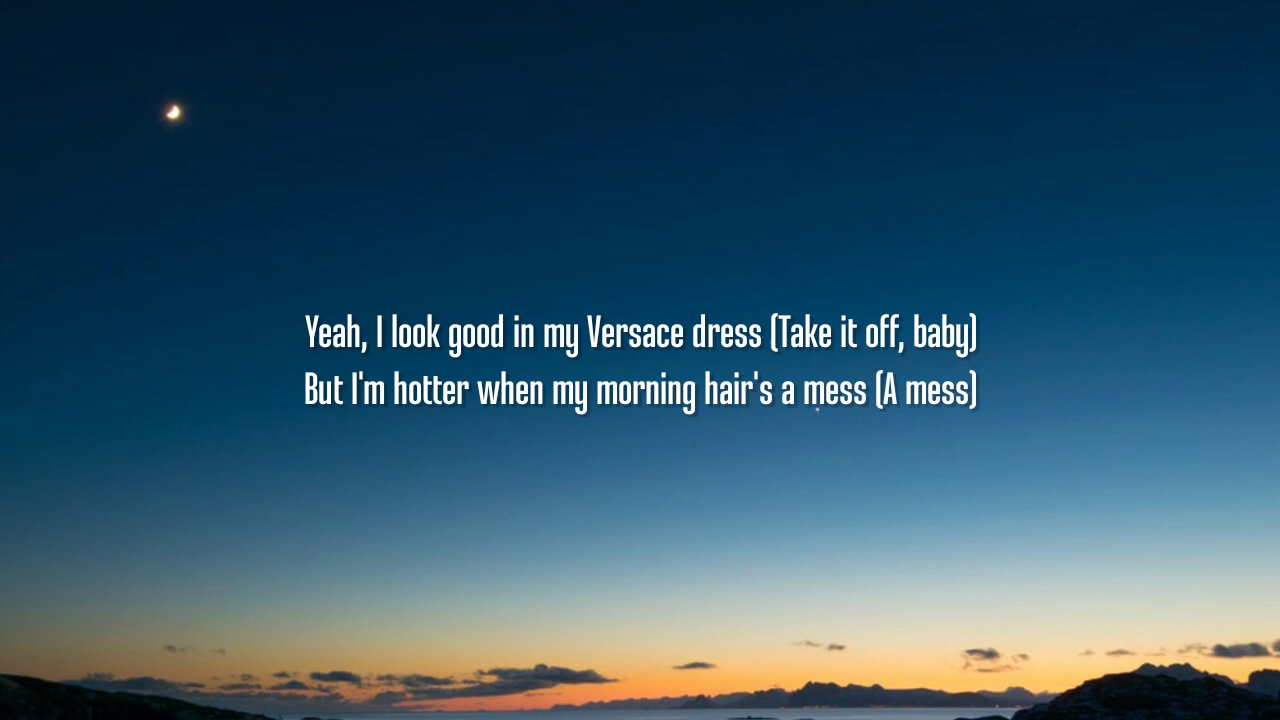 Yeah, I look good in my Versace dress (Take it off, baby)
But I'm hotter when my morning hair's a mess (A mess)